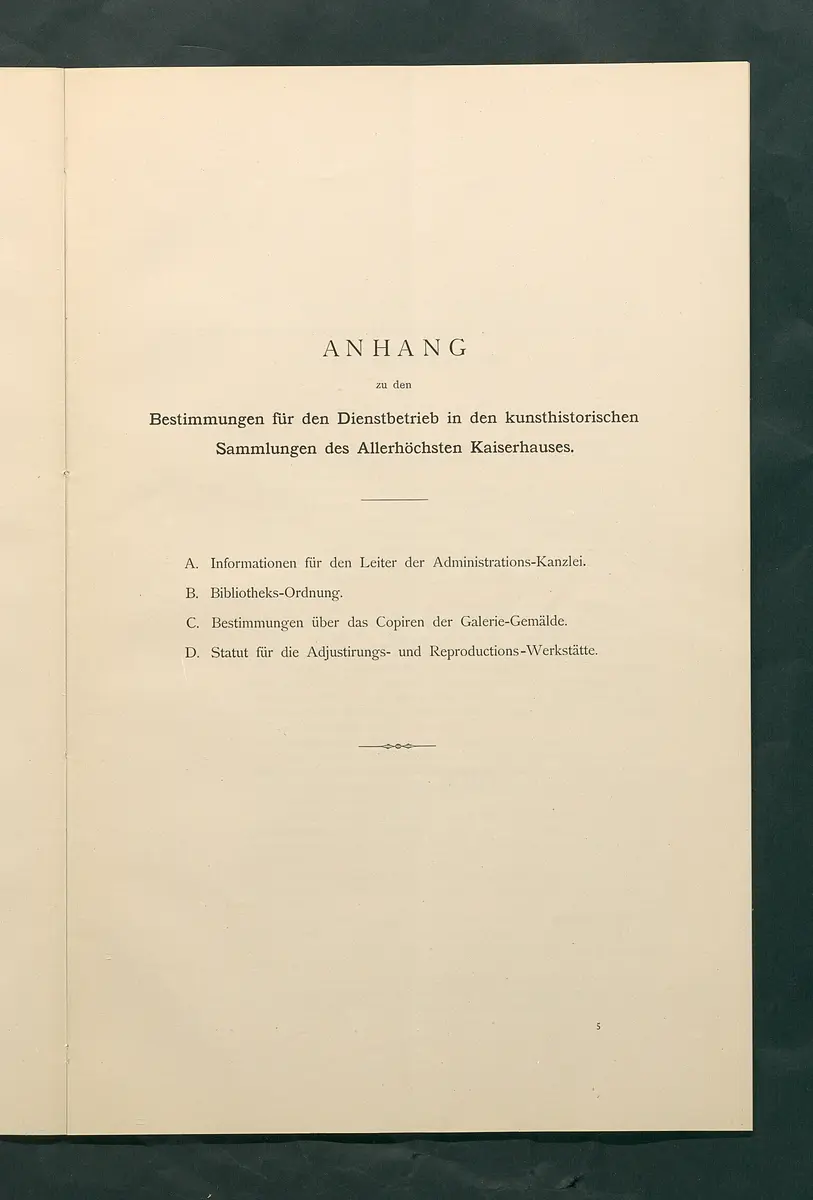 ANHANG
zu den
Bestimmungen für den Dienstbetrieb in den kunsthistorischen
Sammlungen des Allerhöchsten Kaiserhauses.
A. Informationen für den Leiter der Administrations-Kanzlei.
B. Bibliotheks-Ordnung.
C. Bestimmungen über das Copiren der Galerie-Gemälde.
D. Statut für die Adjustirungs- und Reproductions-Werkstätte.
5